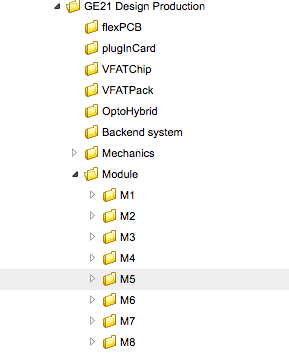 GE21 Design Production
flexPCB
plugInCard
VFATChip
VFATPack
OptoHybrid
Backend system
Mechanics
Module
M1
M2
M3
M4
M5
M6
M7
M8